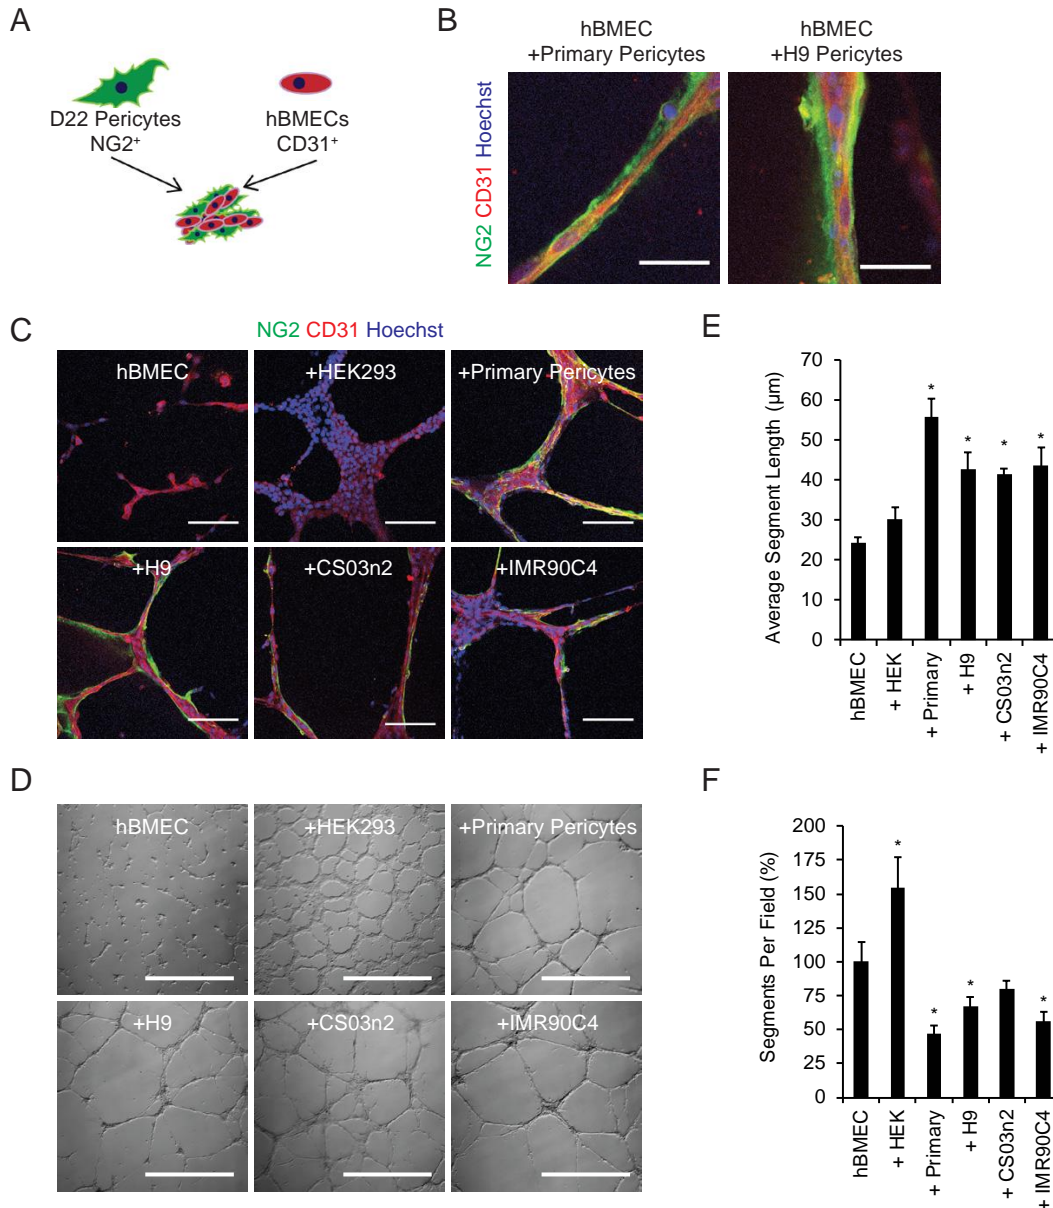 A
D22 Pericytes
NG2⁺
hBMECs
CD31⁺
B
hBMEC
+Primary Pericytes
hBMEC
+H9 Pericytes
NG2 CD31 Hoechst
C
NG2 CD31 Hoechst
hBMEC
+HEK293
+Primary Pericytes
+H9
+CS03n2
+IMR90C4
D
hBMEC
+HEK293
+Primary Pericytes
+H9
+CS03n2
+IMR90C4
E
Average Segment Length (µm)
70
60
50
40
30
20
10
0
*
*
*
*
hBMEC
+ HEK
+ Primary
+ H9
+ CS03n2
+ IMR90C4
F
Segments Per Field (%)
200
175
150
125
100
75
50
25
0
*
*
*
*
hBMEC
+ HEK
+ Primary
+ H9
+ CS03n2
+ IMR90C4